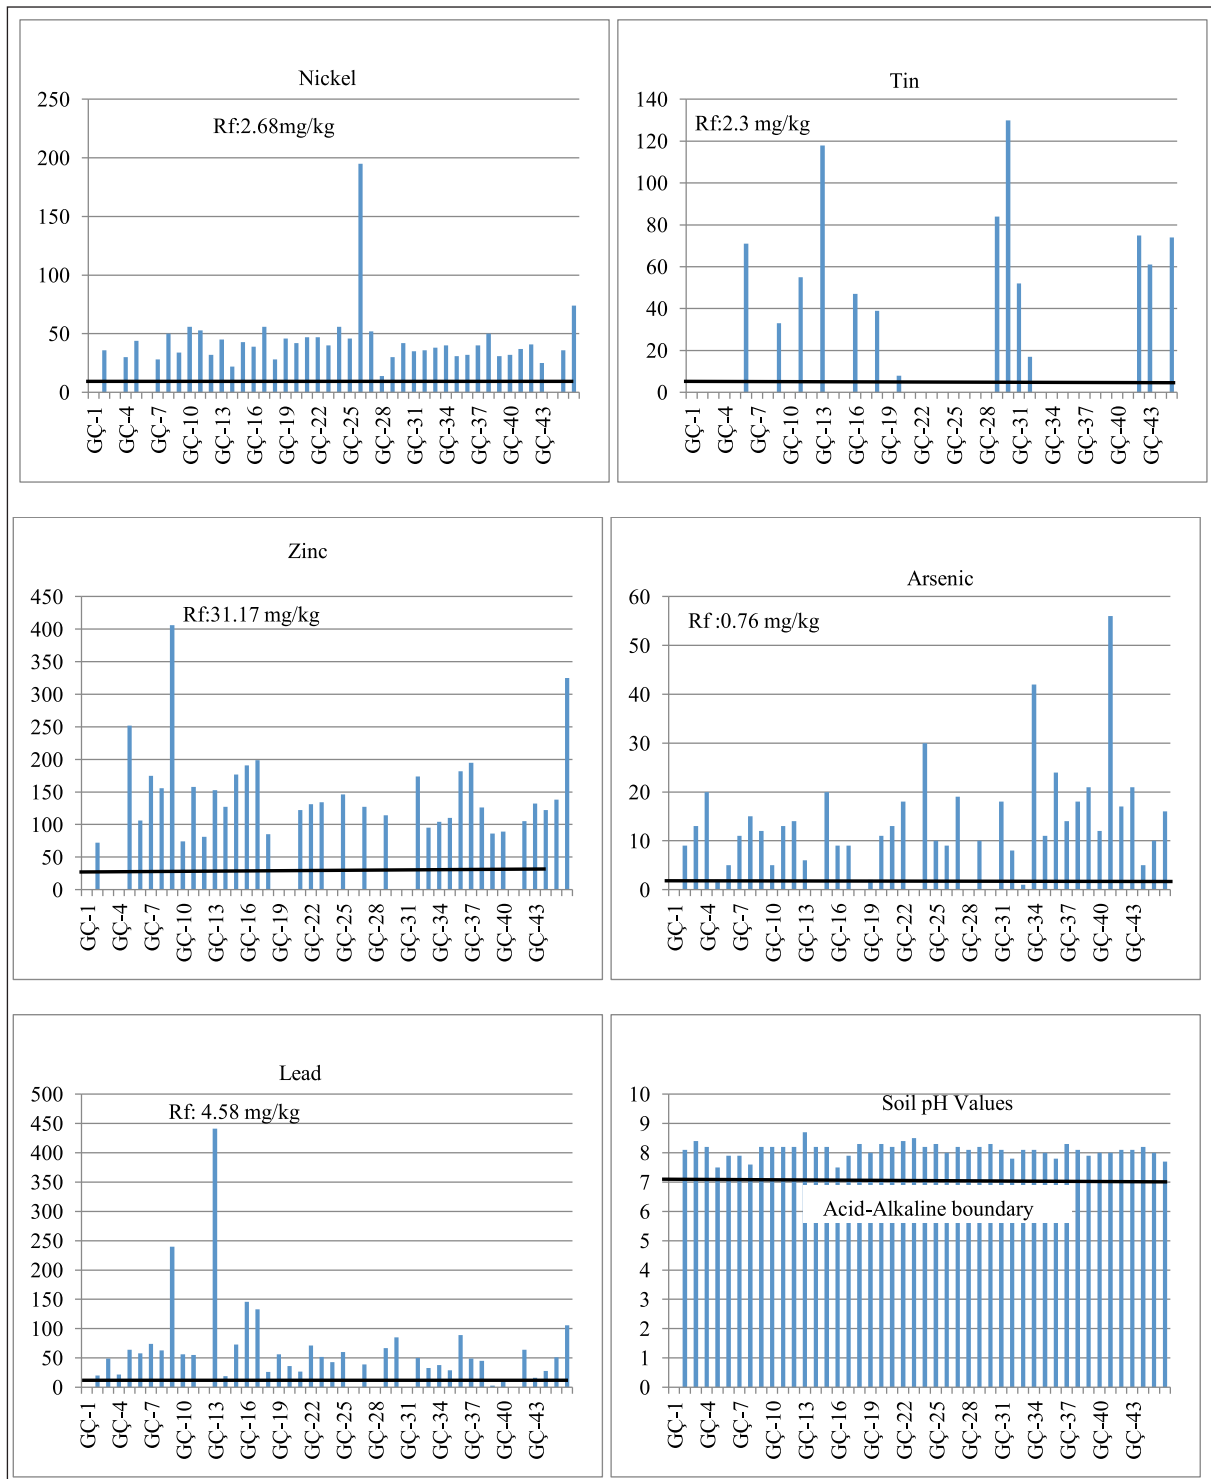 Nickel
Rf:2.68mg/kg
250
200
150
100
50
0
GÇ-1
GÇ-4
GÇ-7
GÇ-10
GÇ-13
GÇ-16
GÇ-19
GÇ-22
GÇ-25
GÇ-28
GÇ-31
GÇ-34
GÇ-37
GÇ-40
GÇ-43
Tin
Rf:2.3 mg/kg
140
120
100
80
60
40
20
0
GÇ-1
GÇ-4
GÇ-7
GÇ-10
GÇ-13
GÇ-16
GÇ-19
GÇ-22
GÇ-25
GÇ-28
GÇ-31
GÇ-34
GÇ-37
GÇ-40
GÇ-43
Zinc
Rf:31.17 mg/kg
450
400
350
300
250
200
150
100
50
0
GÇ-1
GÇ-4
GÇ-7
GÇ-10
GÇ-13
GÇ-16
GÇ-19
GÇ-22
GÇ-25
GÇ-28
GÇ-31
GÇ-34
GÇ-37
GÇ-40
GÇ-43
Arsenic
Rf :0.76 mg/kg
60
50
40
30
20
10
0
GÇ-1
GÇ-4
GÇ-7
GÇ-10
GÇ-13
GÇ-16
GÇ-19
GÇ-22
GÇ-25
GÇ-28
GÇ-31
GÇ-34
GÇ-37
GÇ-40
GÇ-43
Lead
Rf: 4.58 mg/kg
500
450
400
350
300
250
200
150
100
50
0
GÇ-1
GÇ-4
GÇ-7
GÇ-10
GÇ-13
GÇ-16
GÇ-19
GÇ-22
GÇ-25
GÇ-28
GÇ-31
GÇ-34
GÇ-37
GÇ-40
GÇ-43
Soil pH Values
Acid-Alkaline boundary
10
9
8
7
6
5
4
3
2
1
0
GÇ-1
GÇ-4
GÇ-7
GÇ-10
GÇ-13
GÇ-16
GÇ-19
GÇ-22
GÇ-25
GÇ-28
GÇ-31
GÇ-34
GÇ-37
GÇ-40
GÇ-43